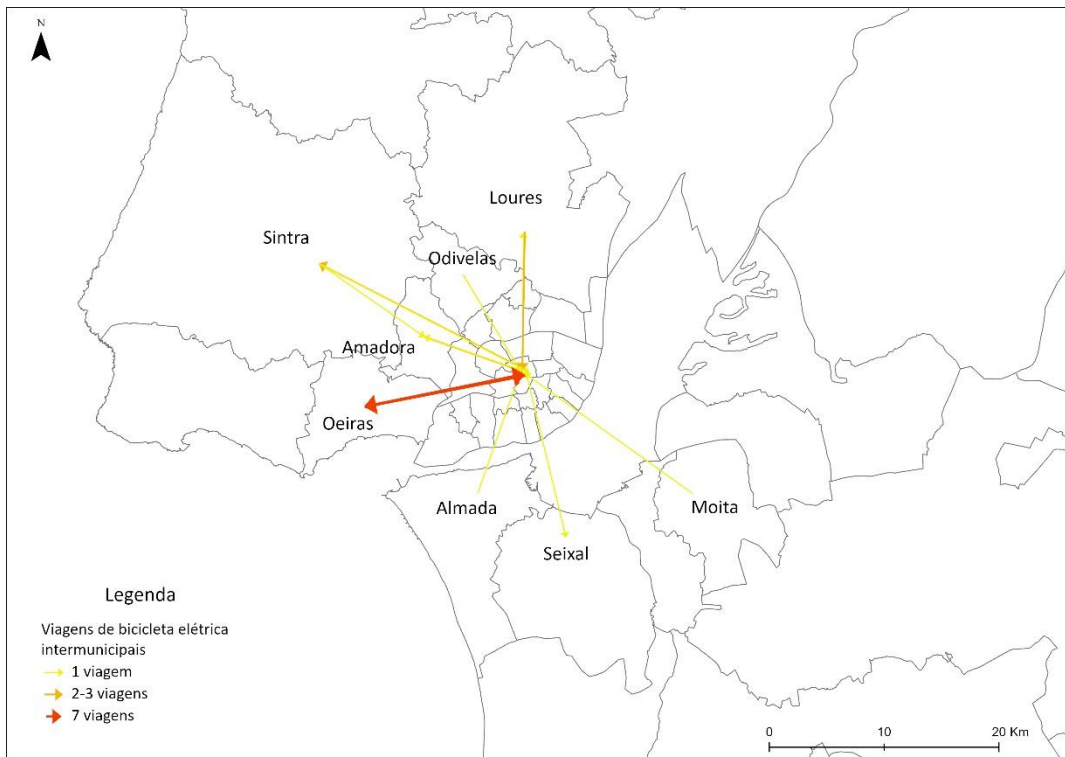 N
Loures
Sintra
Odivelas
Amadora
Oeiras
Almada
Moita
Seixal
Legenda
Viagens de bicicleta elétrica
intermunicipais
1 viagem
2-3 viagens
7 viagens
0 10 20 Km